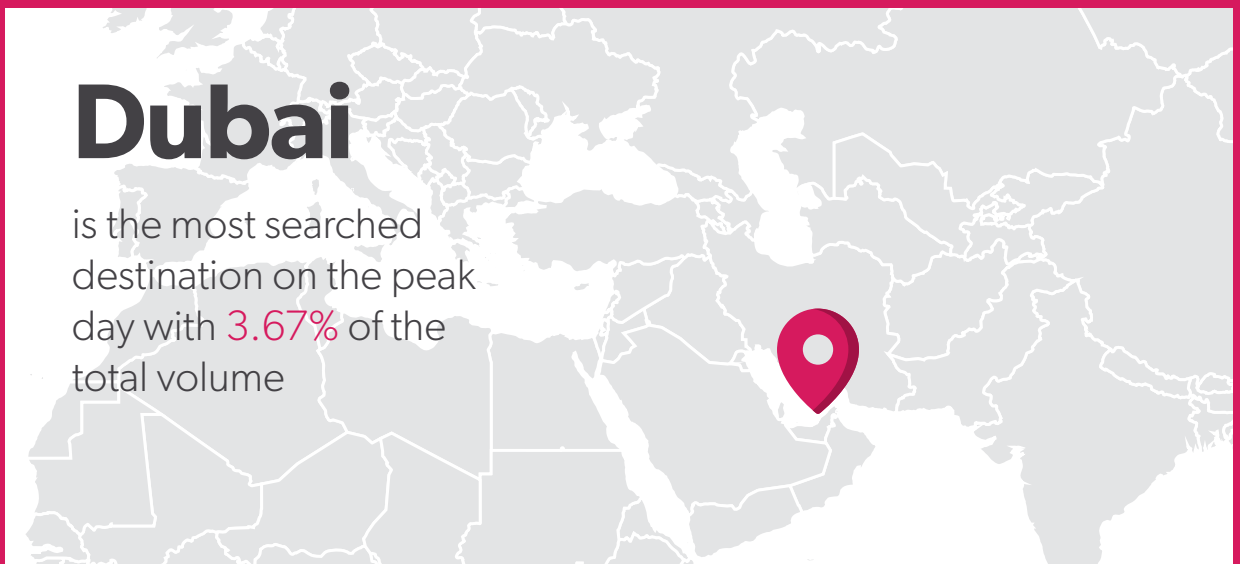 Dubai
is the most searched
destination on the peak
day with 3.67% of the
total volume